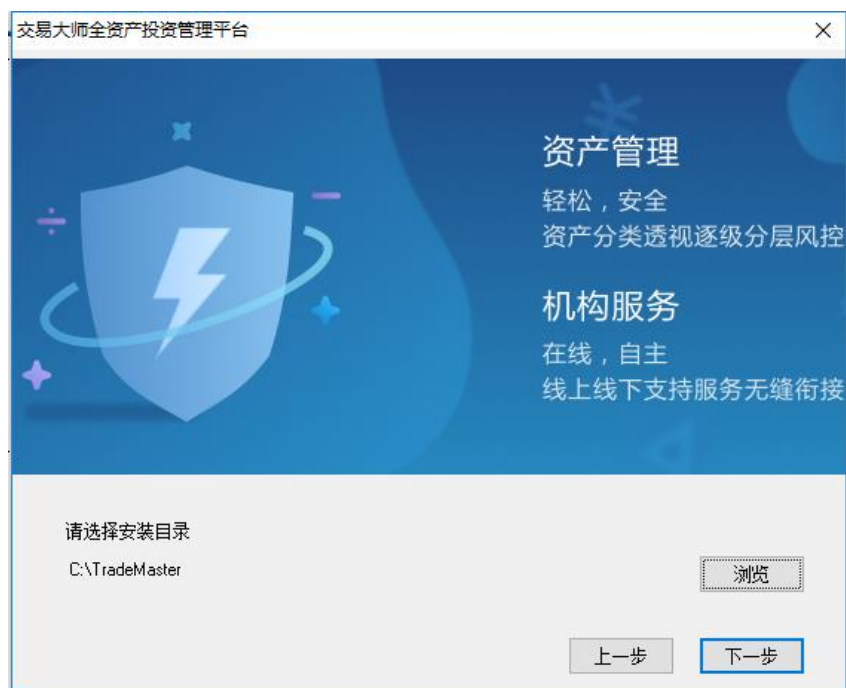 交易大师全资产投资管理平台
资产管理
轻松，安全
资产分类透视逐级分层风控
机构服务
在线，自主
线上线下支持服务无缝衔接
请选择安装目录
C:\TradeMaster
浏览
上一步
下一步